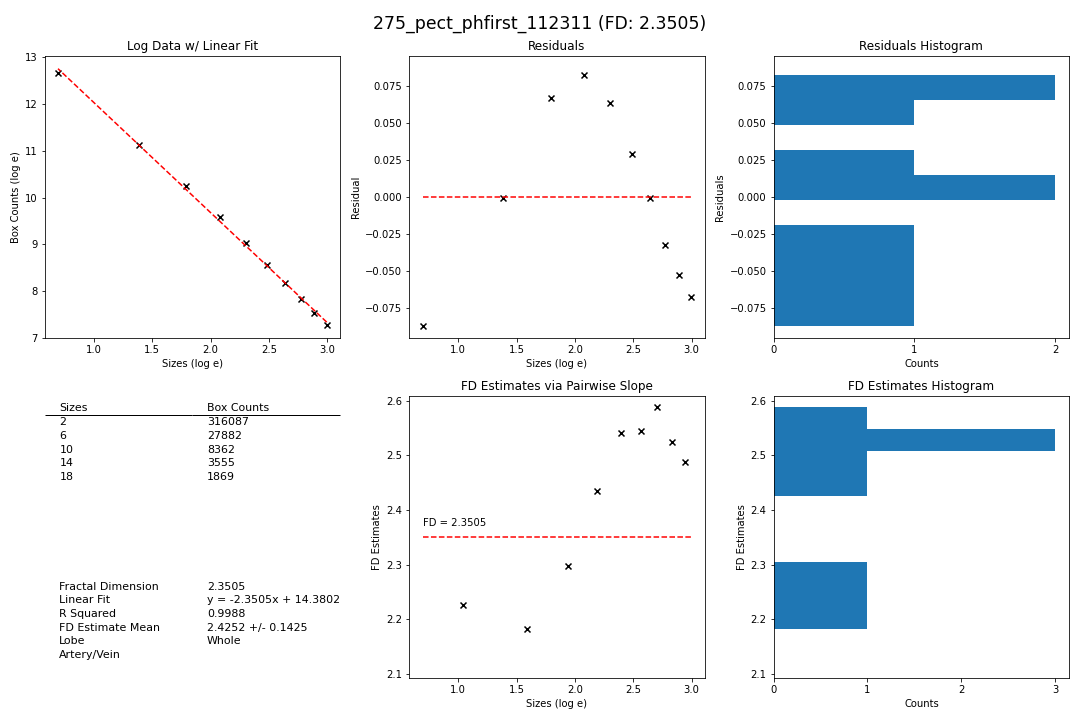 275_pect_phfirst_112311 (FD: 2.3505)
Log Data w/ Linear Fit
13
12
11
10
9
8
7
Box Counts (log e)
1.0 1.5 2.0 2.5 3.0
Sizes (log e)
Residuals
0.075
0.050
0.025
0.000
−0.025
−0.050
−0.075
Residual
1.0 1.5 2.0 2.5 3.0
Sizes (log e)
Residuals Histogram
0.075
0.050
0.025
0.000
−0.025
−0.050
−0.075
Residuals
0 1 2
Counts
Sizes Box Counts
2 316087
6 27882
10 8362
14 3555
18 1869
Fractal Dimension 2.3505
Linear Fit y = -2.3505x + 14.3802
R Squared 0.9988
FD Estimate Mean 2.4252 +/- 0.1425
Lobe Whole
Artery/Vein
FD Estimates via Pairwise Slope
2.6
2.5
2.4
2.3
2.2
2.1
FD Estimates
FD = 2.3505
1.0 1.5 2.0 2.5 3.0
Sizes (log e)
FD Estimates Histogram
2.6
2.5
2.4
2.3
2.2
2.1
FD Estimates
0 1 2 3
Counts